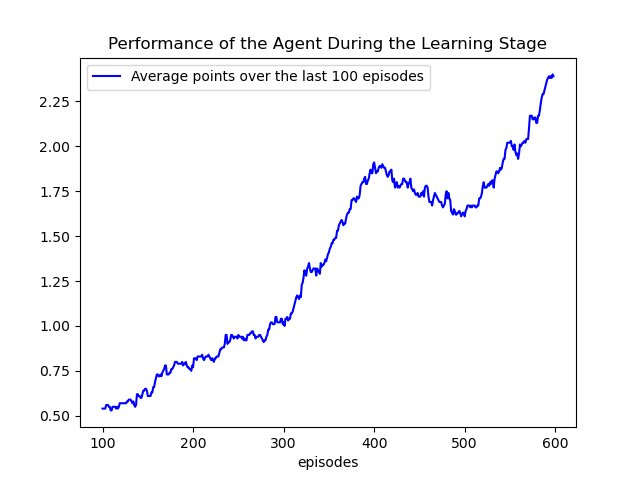 Performance of the Agent During the Learning Stage
Average points over the last 100 episodes
2.25
2.00
1.75
1.50
1.25
1.00
0.75
0.50
100 200 300 400 500 600
episodes